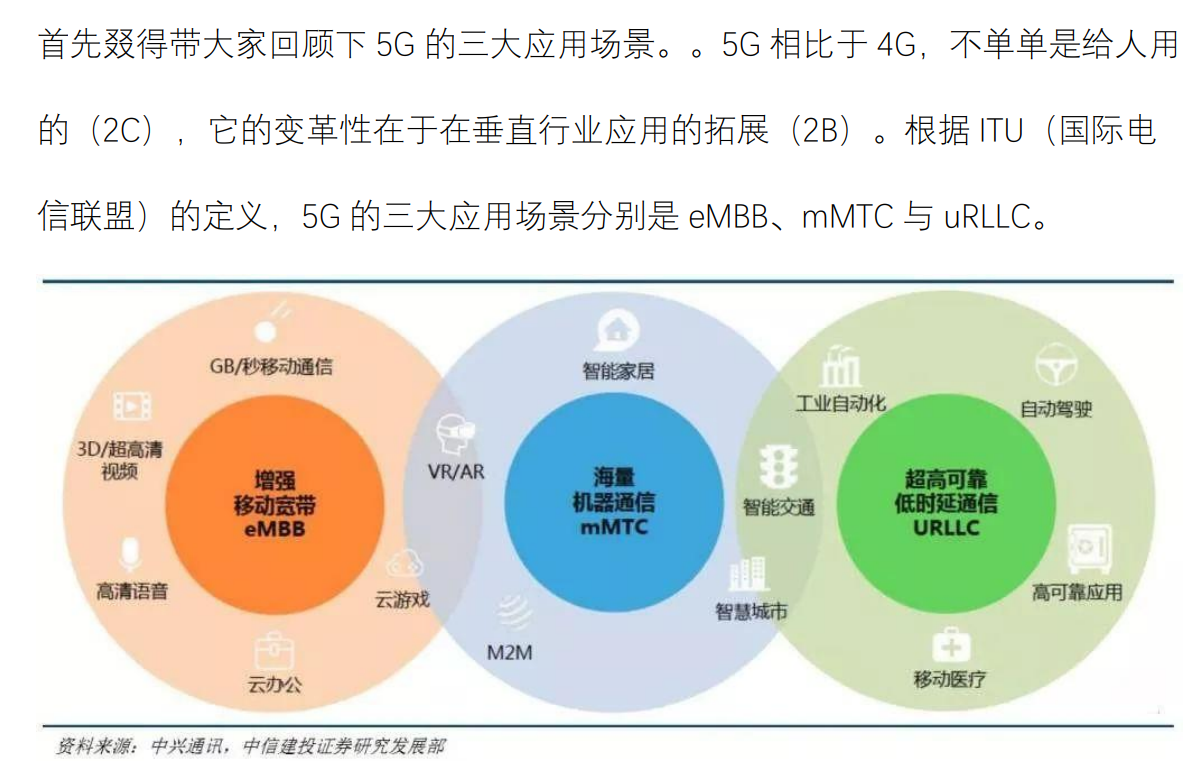 首先叕得带大家回顾下 5G 的三大应用场景。。5G 相比于 4G，不单单是给人用
的（2C），它的变革性在于在垂直行业应用的拓展（2B）。根据 ITU（国际电
信联盟）的定义，5G 的三大应用场景分别是 eMBB、mMTC 与 uRLLC。
GB/秒移动通信
3D/超高清
视频
高清语音
云办公
增强
移动宽带
eMBB
VR/AR
云游戏
智能家居
海量
机器通信
mMTC
M2M
智能交通
智慧城市
工业自动化
自动驾驶
超高可靠
低时延通信
URLLC
高可靠应用
移动医疗
资料来源：中兴通讯，中信建投证券研究发展部